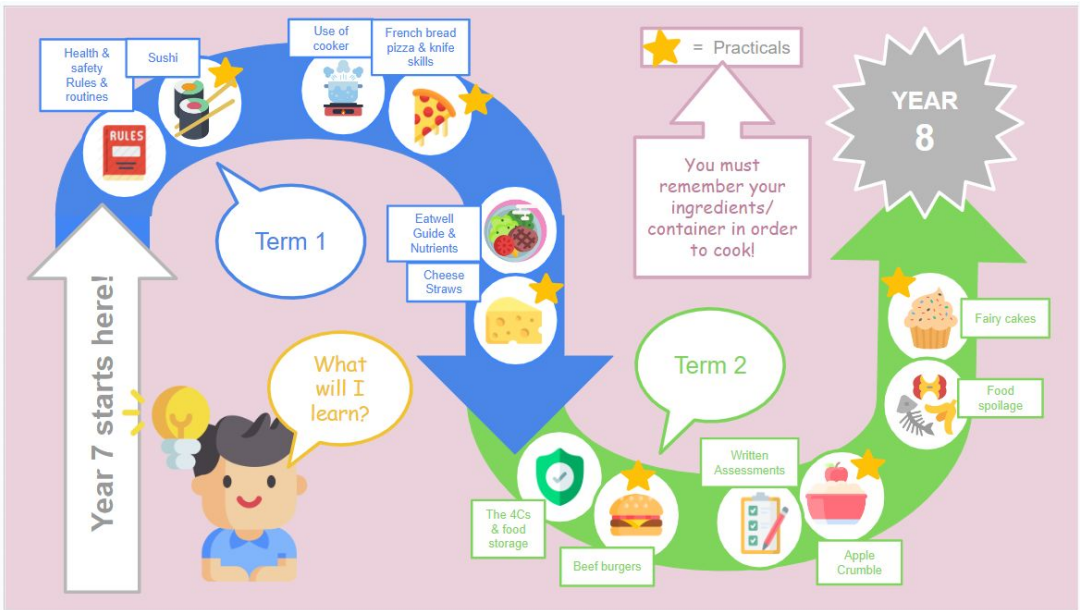 Year 7 starts here!
Health &
safety
Rules &
routines
RULES
Sushi
Use of
cooker
French bread
pizza & knife
skills
Term 1
Eatwell
Guide &
Nutrients
Cheese
Straws
What
will I
learn?
= Practicals
You must
remember your
ingredients/
container in order
to cook!
The 4Cs
& food
storage
Beef burgers
Term 2
Written
Assessments
Apple
Crumble
Food
spoilage
Fairy cakes
YEAR
8